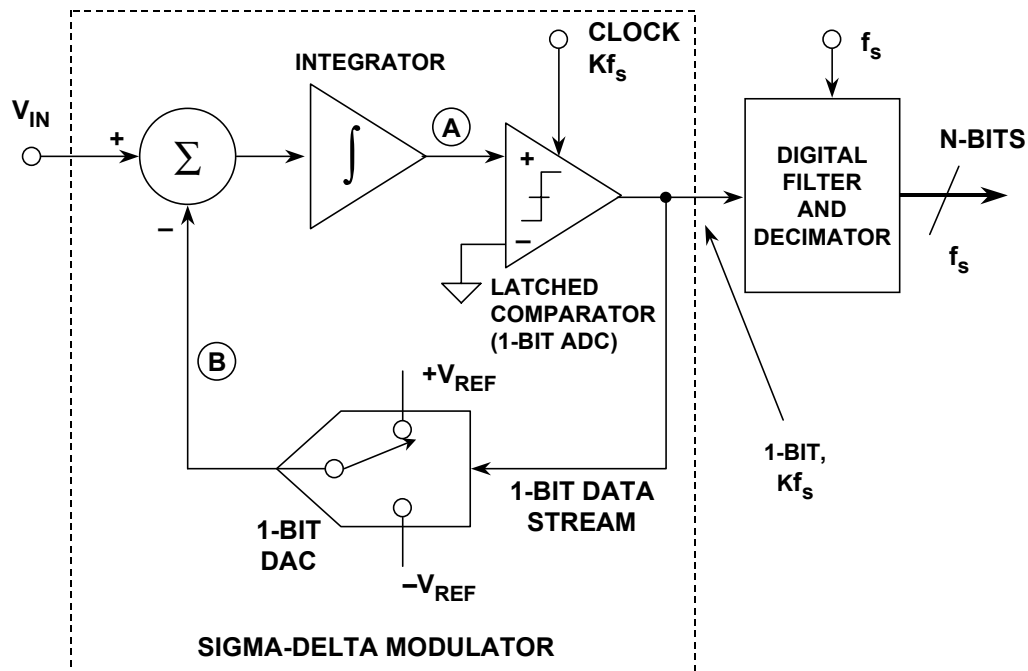 CLOCK
Kfs
fs
INTEGRATOR
VIN
+
Σ
–
∫
A
+
–
LATCHED
COMPARATOR
(1-BIT ADC)
DIGITAL
FILTER
AND
DECIMATOR
N-BITS
fs
B
+VREF
1-BIT DATA
STREAM
1-BIT,
Kfs
1-BIT
DAC
–VREF
SIGMA-DELTA MODULATOR